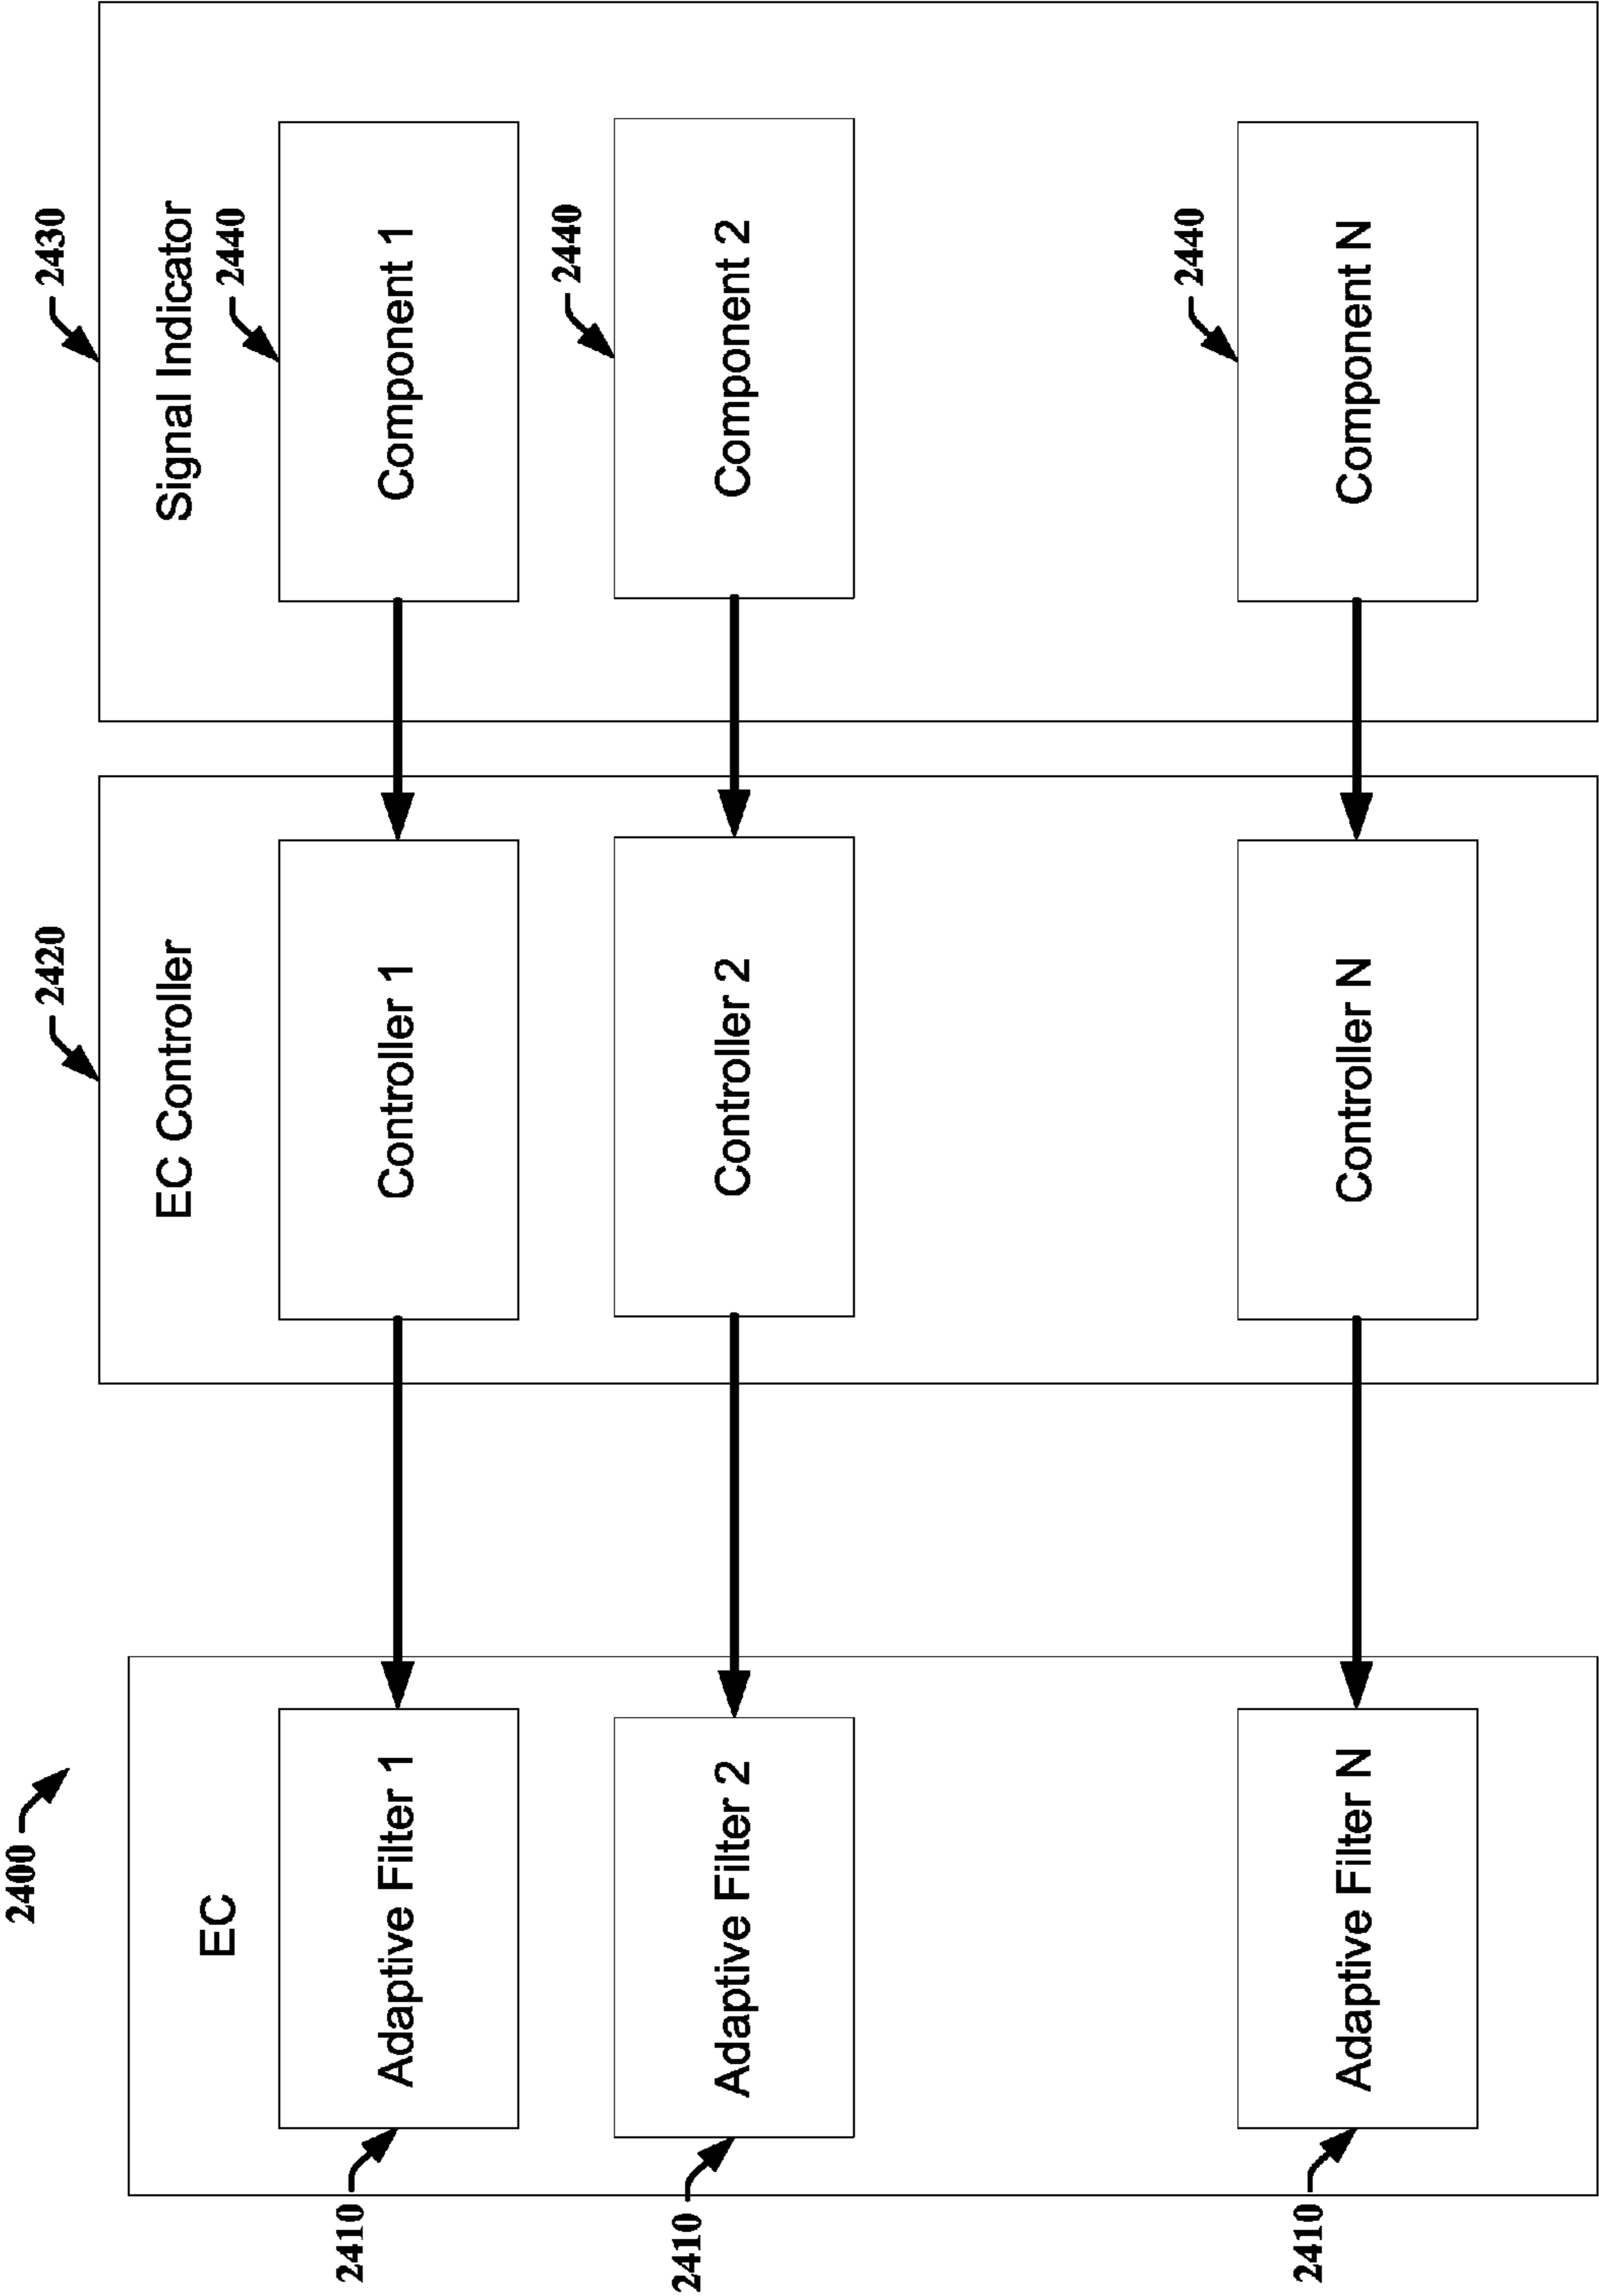 2400
2420
2430
EC
EC Controller
Signal Indicator
2440
2410
Adaptive Filter 1
Controller 1
Component 1
2440
2410
Adaptive Filter 2
Controller 2
Component 2
2440
2410
Adaptive Filter N
Controller N
Component N